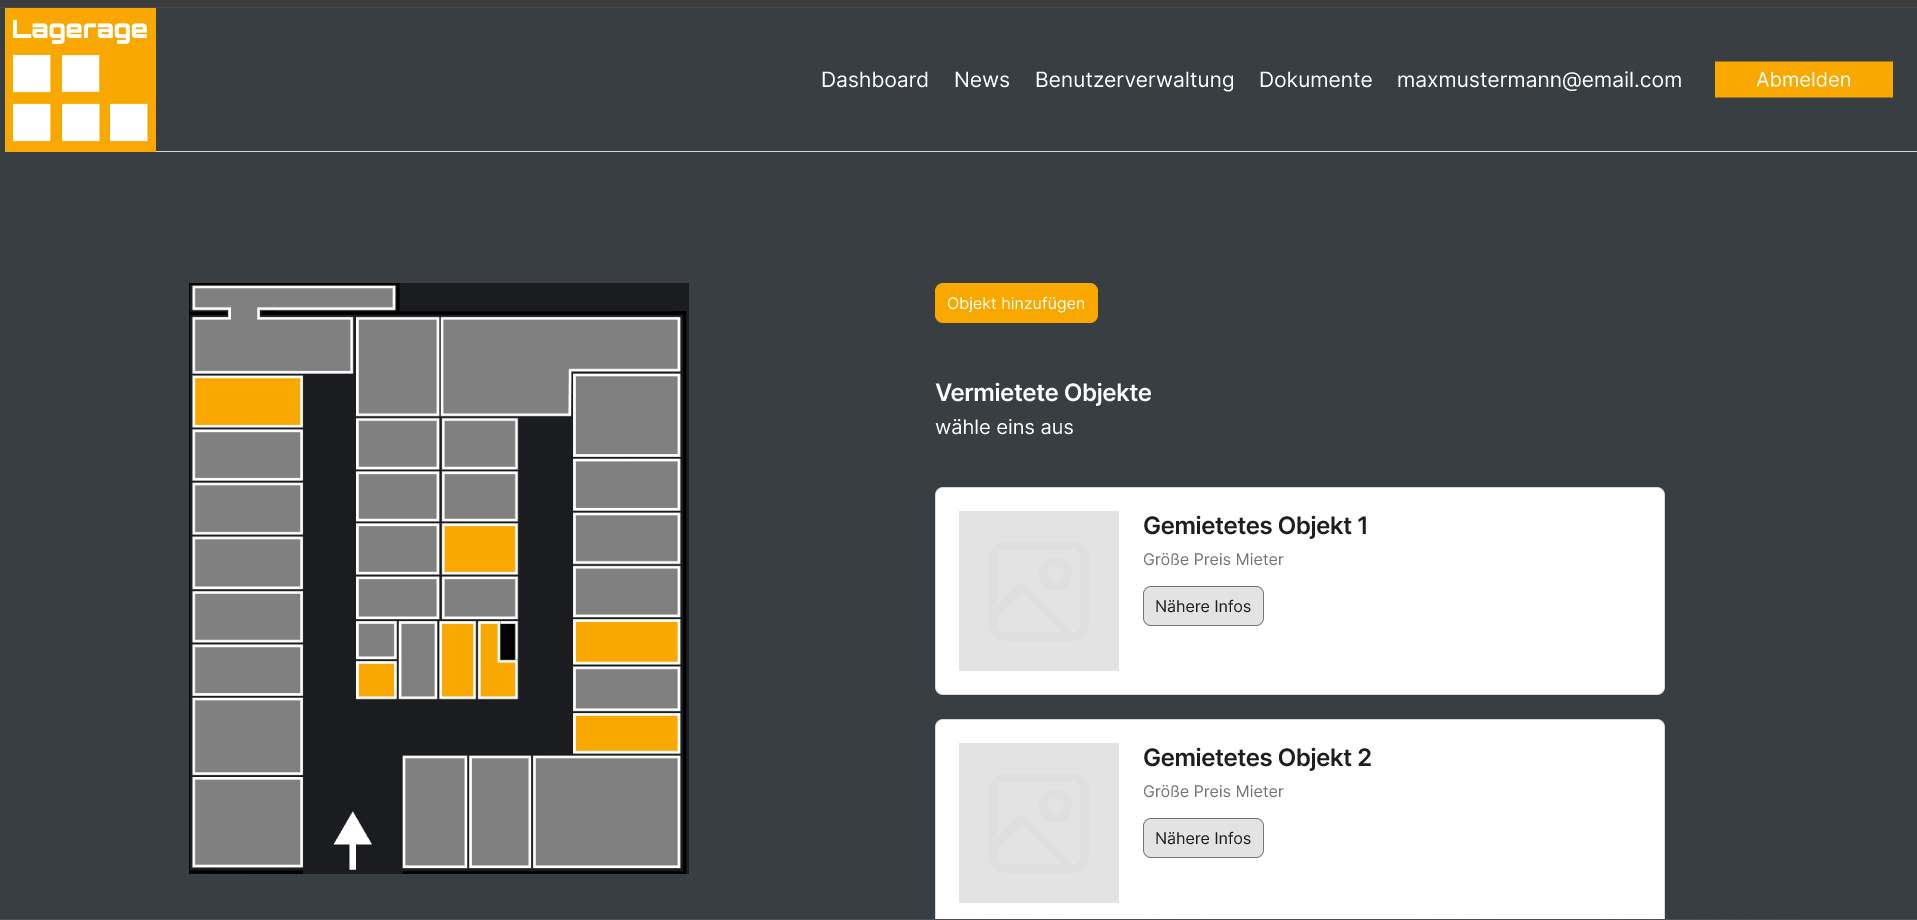 Lagerage
Dashboard News Benutzerverwaltung Dokumente maxmustermann@email.com Abmelden
Objekt hinzufügen
Vermietete Objekte
wähle eins aus
Gemietetes Objekt 1
Größe Preis Mieter
Nähere Infos
Gemietetes Objekt 2
Größe Preis Mieter
Nähere Infos